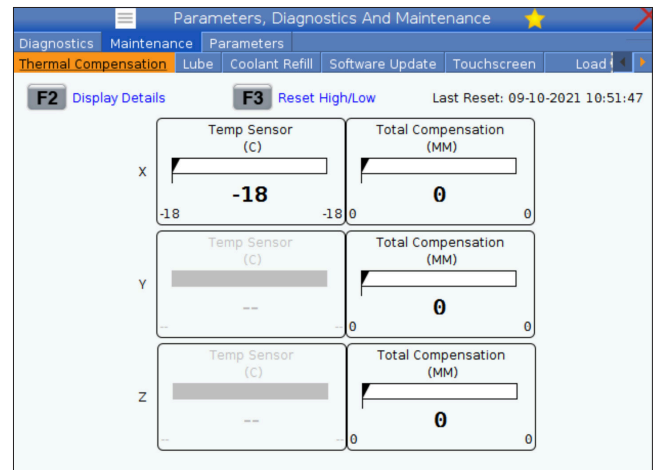 Parameters, Diagnostics And Maintenance
Diagnostics Maintenance Parameters
Thermal Compensation Lube Coolant Refill Software Update Touchscreen Load
F2 Display Details F3 Reset High/Low Last Reset: 09-10-2021 10:51:47
Temp Sensor Total Compensation
(C) (MM)
X
-18 0
-18 -18 0 0
Temp Sensor Total Compensation
(C) (MM)
Y
-- 0
-- -- 0 0
Temp Sensor Total Compensation
(C) (MM)
Z
-- 0
-- -- 0 0